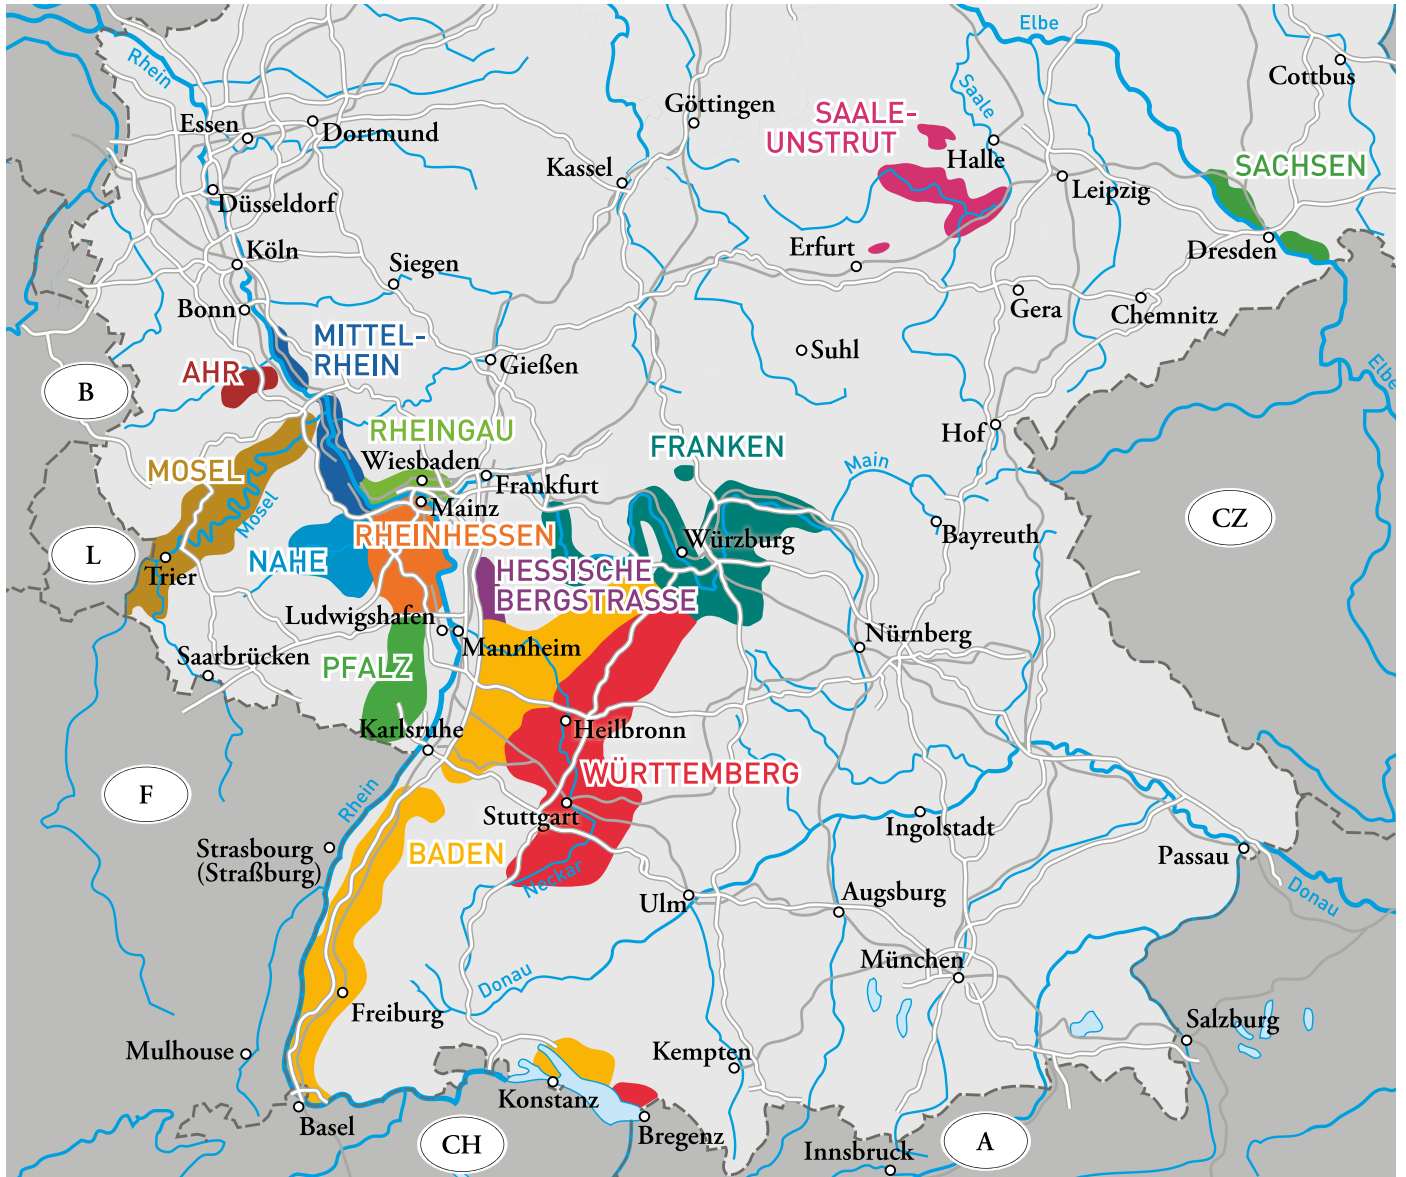 Elbe
Rhein
Cottbus
Saale
Göttingen
SAALE-
UNSTRUT
Essen
Dortmund
Halle
SACHSEN
Kassel
Leipzig
Düsseldorf
Köln
Erfurt
Dresden
Siegen
Bonn
Gera
Chemnitz
MITTEL-
RHEIN
Suhl
Gießen
AHR
Elbe
B
RHEINGAU
Hof
FRANKEN
Wiesbaden
Main
MOSEL
Frankfurt
Mosel
Mainz
CZ
RHEINHESSEN
Würzburg
Bayreuth
L
NAHE
Trier
HESSISCHE
BERGSTRASSE
Ludwigshafen
Nürnberg
Mannheim
Saarbrücken
PFALZ
Karlsruhe
Heilbronn
WÜRTTEMBERG
F
Rhein
Stuttgart
Ingolstadt
Strasbourg
(Straßburg)
BADEN
Passau
Neckar
Ulm
Augsburg
Donau
München
Donau
Freiburg
Salzburg
Mulhouse
Kempten
Konstanz
Basel
Bregenz
CH
A
Innsbruck